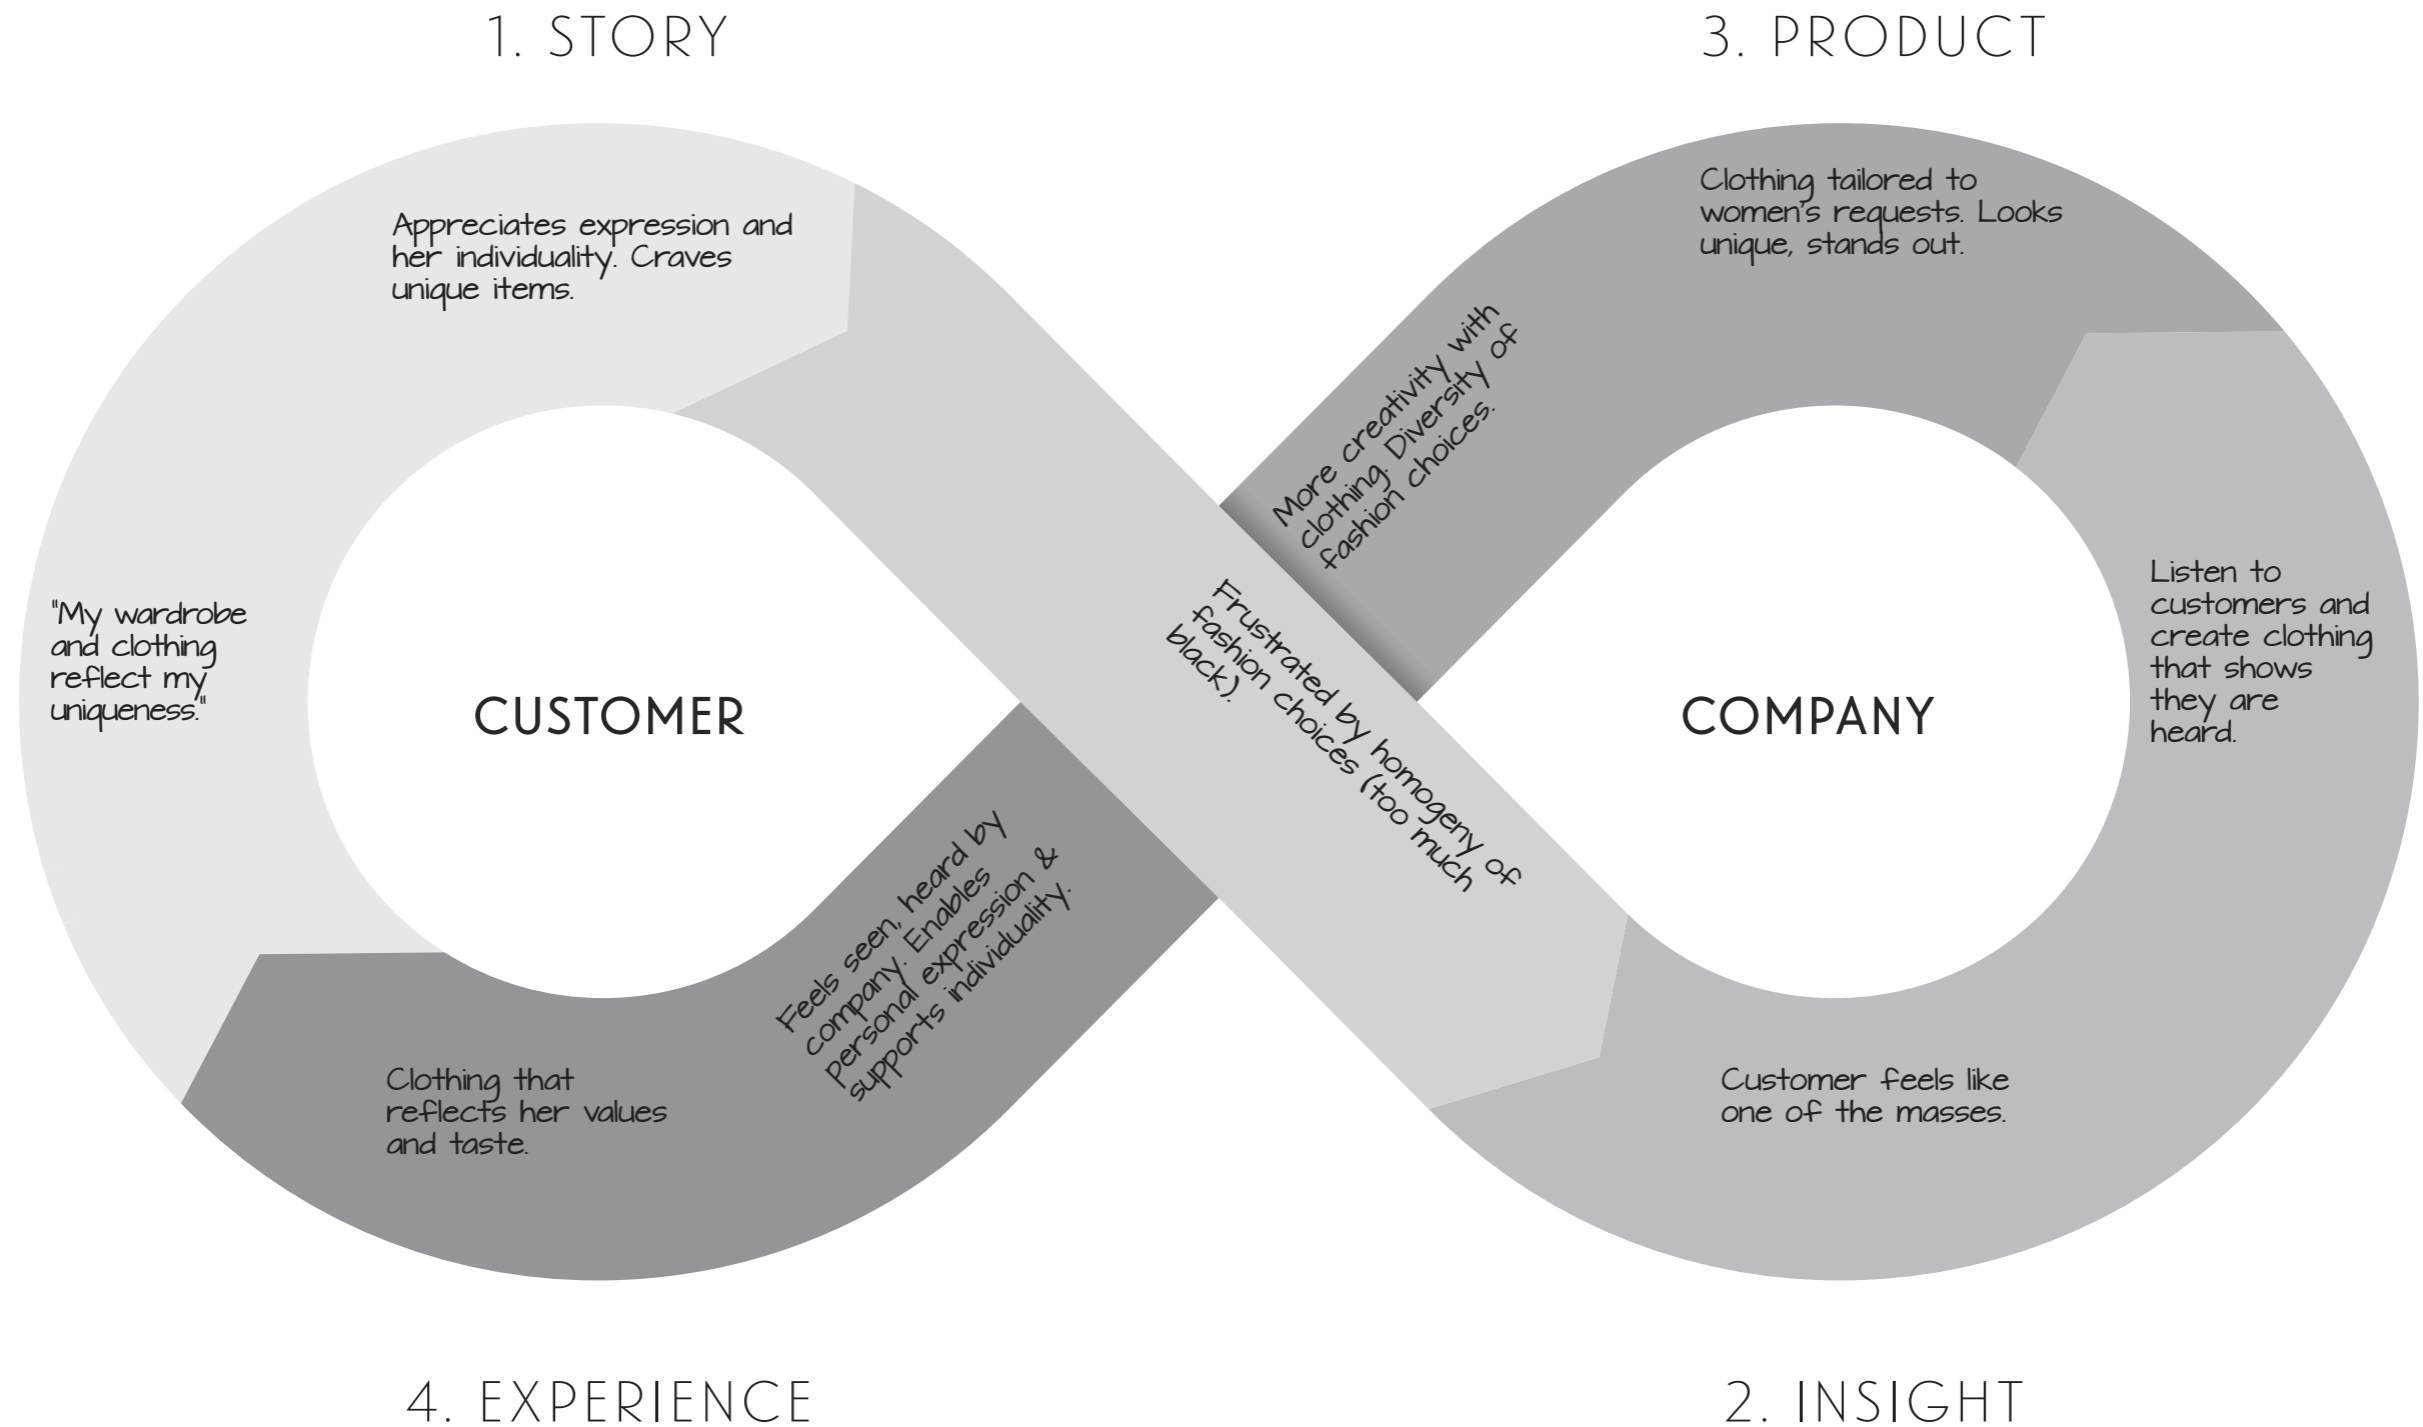 1. STORY
3. PRODUCT
Appreciates expression and
her individuality. Craves
unique items.
Clothing tailored to
women's requests. Looks
unique, stands out.
More creativity with
clothing. Diversity of
fashion choices.
"My wardrobe
and clothing
reflect my
uniqueness."
CUSTOMER
Frustrated by homogeny of
fashion choices (too much
black).
COMPANY
Listen to
customers and
create clothing
that shows
they are
heard.
Feels seen, heard by
company. Enables
personal expression &
supports individuality.
Clothing that
reflects her values
and taste.
Customer feels like
one of the masses.
4. EXPERIENCE
2. INSIGHT